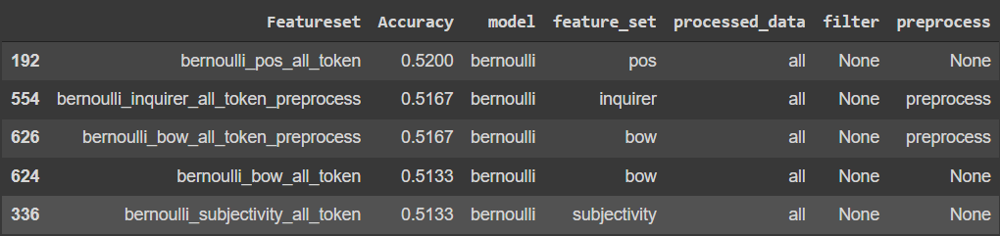 Featureset Accuracy model feature_set processed_data filter preprocess
192 bernoulli_pos_all_token 0.5200 bernoulli pos all None None
554 bernoulli_inquirer_all_token_preprocess 0.5167 bernoulli inquirer all None preprocess
626 bernoulli_bow_all_token_preprocess 0.5167 bernoulli bow all None preprocess
624 bernoulli_bow_all_token 0.5133 bernoulli bow all None None
336 bernoulli_subjectivity_all_token 0.5133 bernoulli subjectivity all None None